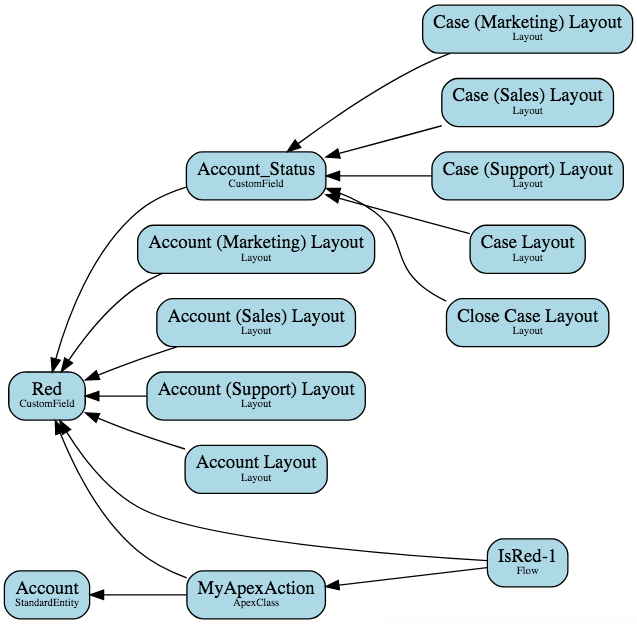 Case (Marketing) Layout
Layout
Case (Sales) Layout
Layout
Account_Status
CustomField
Case (Support) Layout
Layout
Account (Marketing) Layout
Layout
Case Layout
Layout
Account (Sales) Layout
Layout
Close Case Layout
Layout
Red
CustomField
Account (Support) Layout
Layout
Account Layout
Layout
IsRed-1
Flow
Account
StandardEntity
MyApexAction
ApexClass